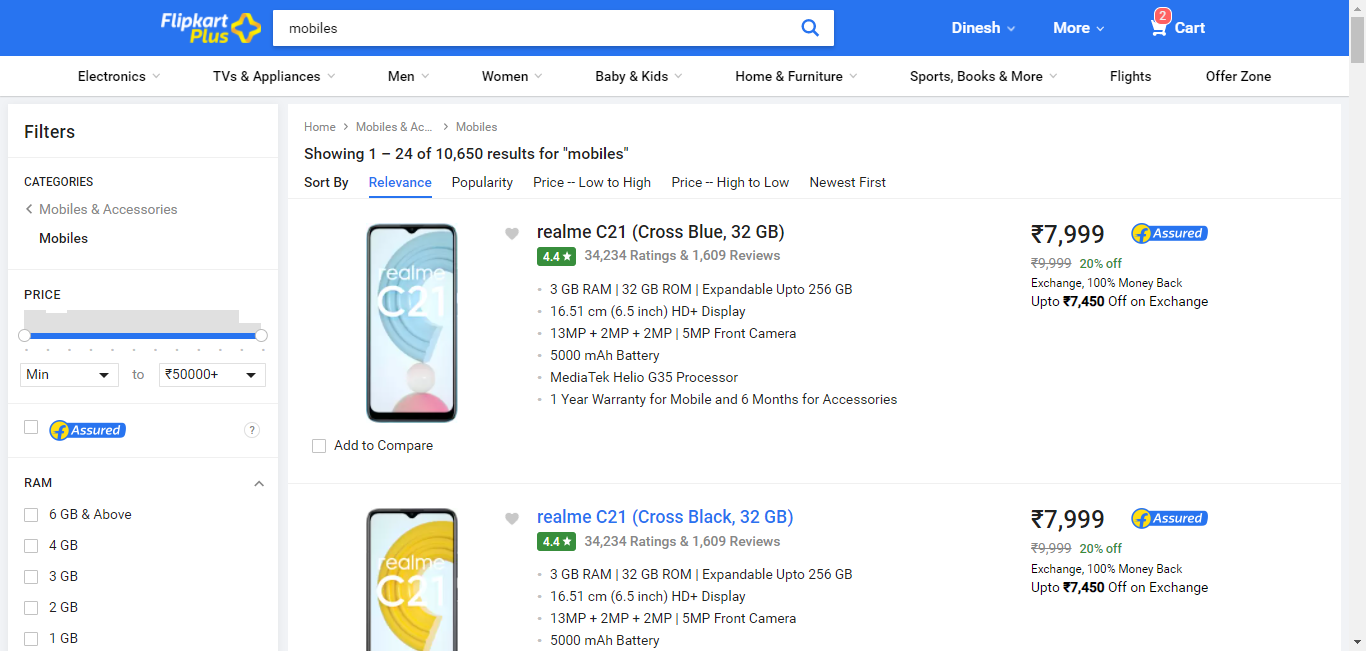 Flipkart
Plus
mobiles
Dinesh
More
2
Cart
Electronics
TVs & Appliances
Men
Women
Baby & Kids
Home & Furniture
Sports, Books & More
Flights
Offer Zone
Filters
CATEGORIES
Mobiles & Accessories
Mobiles
PRICE
Min
to
₹50000+
Assured
?
RAM
6 GB & Above
4 GB
3 GB
2 GB
1 GB
Home
Mobiles & Ac...
Mobiles
Showing 1 – 24 of 10,650 results for "mobiles"
Sort By
Relevance
Popularity
Price -- Low to High
Price -- High to Low
Newest First
realme
C21
Add to Compare
realme C21 (Cross Blue, 32 GB)
4.4 ★
34,234 Ratings & 1,609 Reviews
3 GB RAM | 32 GB ROM | Expandable Upto 256 GB
16.51 cm (6.5 inch) HD+ Display
13MP + 2MP + 2MP | 5MP Front Camera
5000 mAh Battery
MediaTek Helio G35 Processor
1 Year Warranty for Mobile and 6 Months for Accessories
₹7,999
Assured
₹9,999 20% off
Exchange, 100% Money Back
Upto ₹7,450 Off on Exchange
realme
C21
realme C21 (Cross Black, 32 GB)
4.4 ★
34,234 Ratings & 1,609 Reviews
3 GB RAM | 32 GB ROM | Expandable Upto 256 GB
16.51 cm (6.5 inch) HD+ Display
13MP + 2MP + 2MP | 5MP Front Camera
5000 mAh Battery
₹7,999
Assured
₹9,999 20% off
Exchange, 100% Money Back
Upto ₹7,450 Off on Exchange